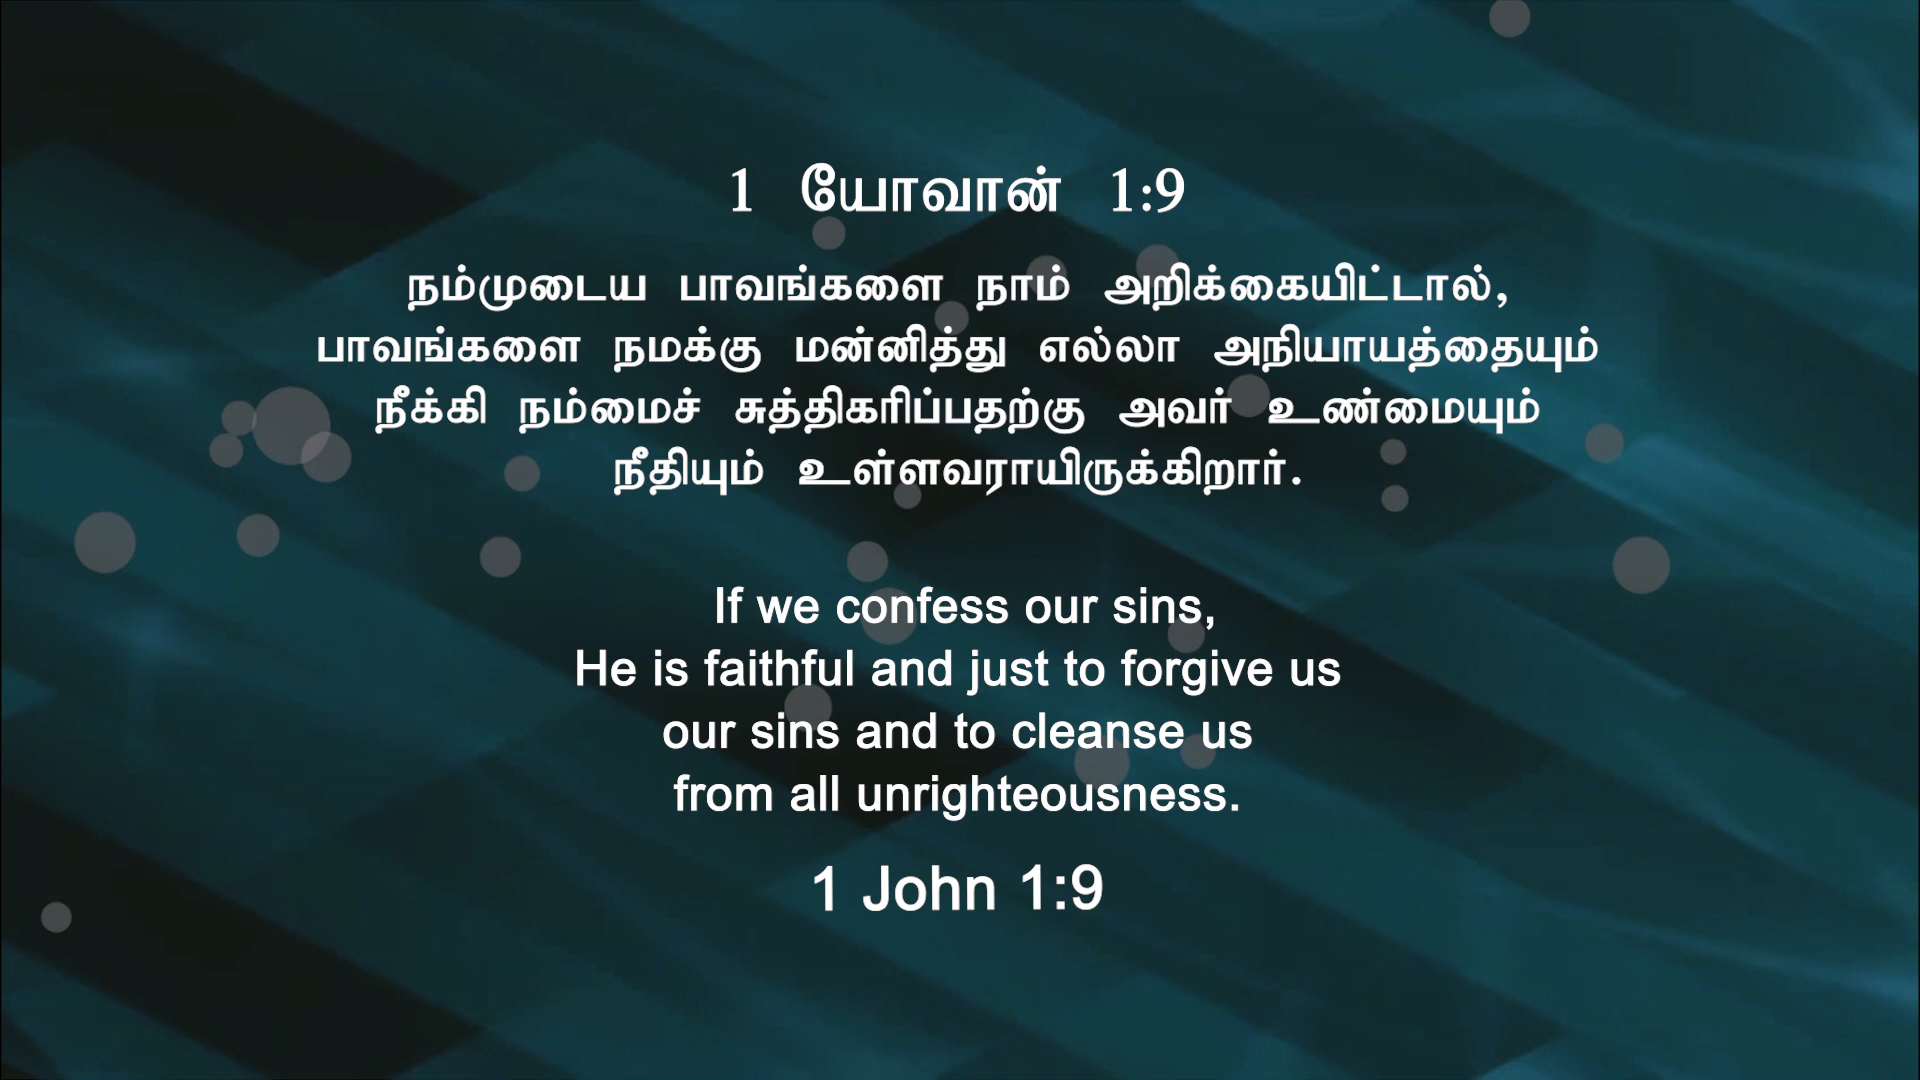 1 யோவான் 1:9
நம்முடைய பாவங்களை நாம் அறிக்கையிட்டால்,
பாவங்களை நமக்கு மன்னித்து எல்லா அநியாயத்தையும்
நீக்கி நம்மைச் சுத்திகரிப்பதற்கு அவர் உண்மையும்
நீதியும் உள்ளவராயிருக்கிறார்.
If we confess our sins,
He is faithful and just to forgive us
our sins and to cleanse us
from all unrighteousness.
1 John 1:9